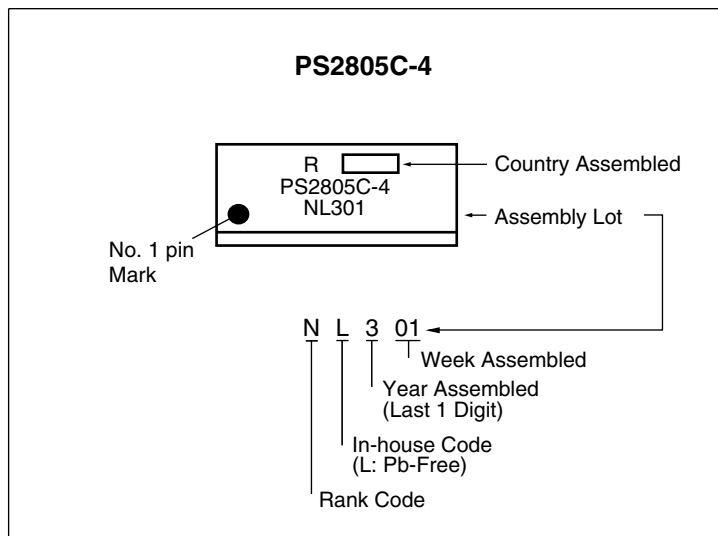 PS2805C-4
R
Country Assembled
PS2805C-4
NL301
Assembly Lot
No. 1 pin
Mark
N L 3 01
Week Assembled
Year Assembled
(Last 1 Digit)
In-house Code
(L: Pb-Free)
Rank Code